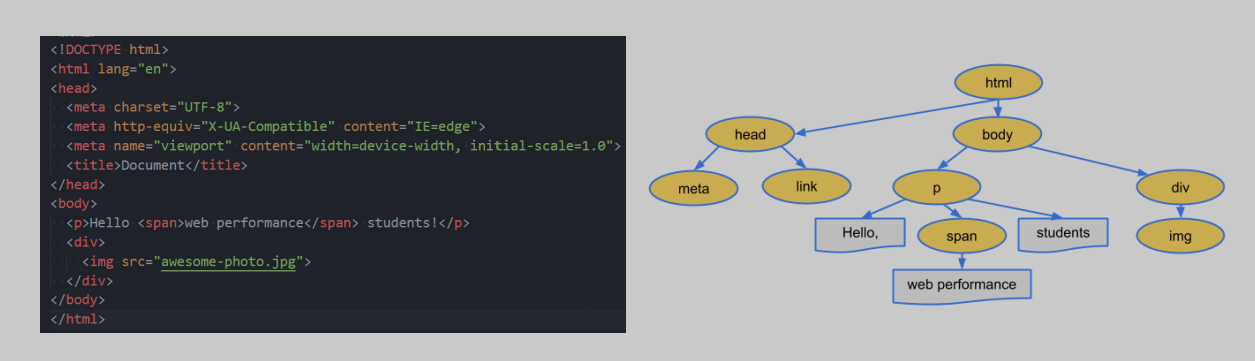 <!DOCTYPE html>
<html lang="en">
<head>
<meta charset="UTF-8">
<meta http-equiv="X-UA-Compatible" content="IE=edge">
<meta name="viewport" content="width=device-width, initial-scale=1.0">
<title>Document</title>
</head>
<body>
<p>Hello <span>web performance</span> students!</p>
<div>
<img src="awesome-photo.jpg">
</div>
</body>
</html>
html
head body
meta link p div
Hello, span students img
web performance